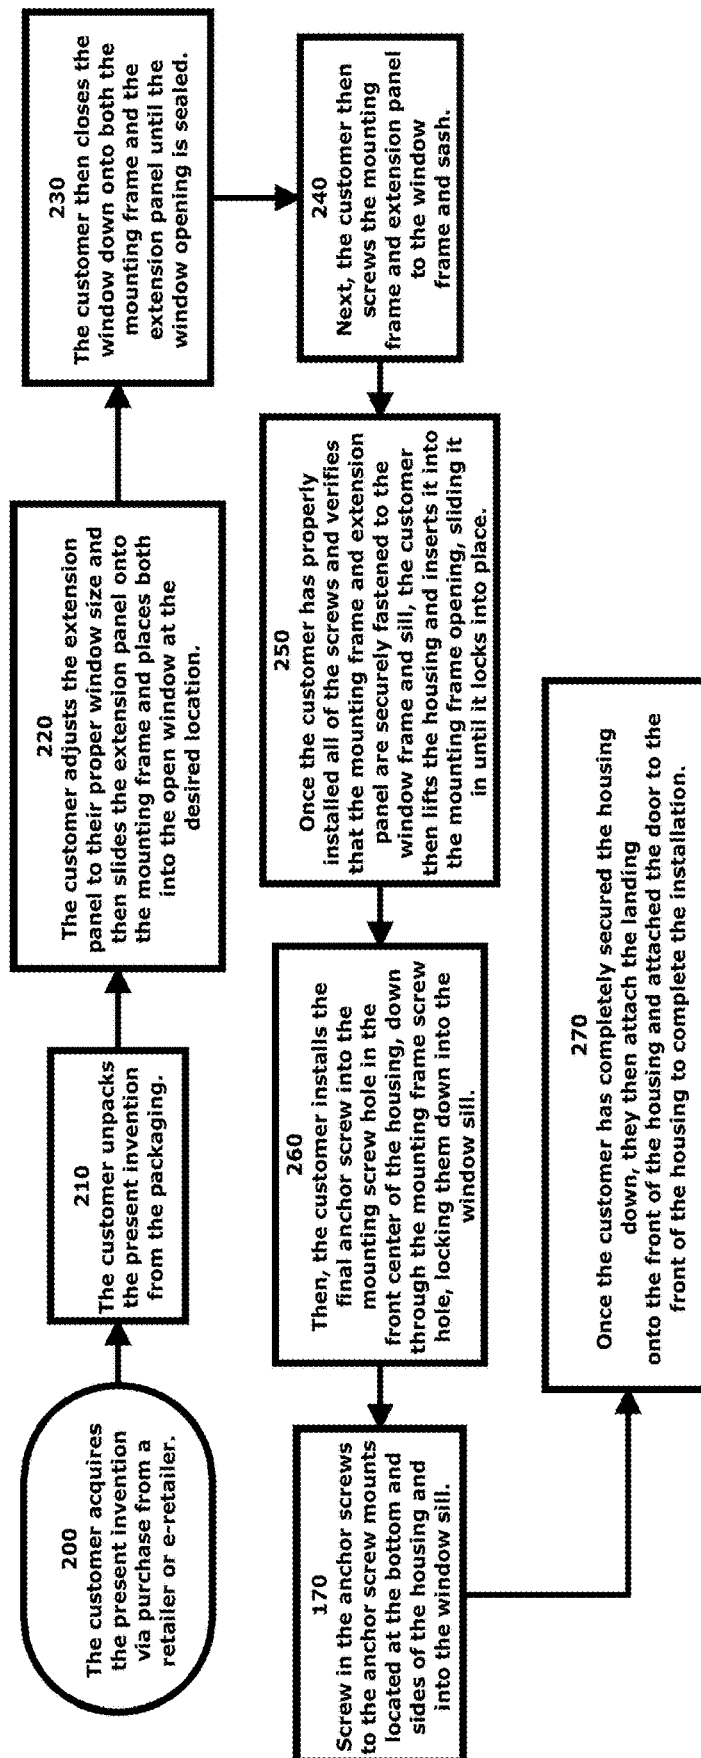 200
The customer acquires
the present invention
via purchase from a
retailer or e-retailer.
210
The customer unpacks
the present invention
from the packaging.
220
The customer adjusts the extension
panel to their proper window size and
then slides the extension panel onto
the mounting frame and places both
into the open window at the
desired location.
230
The customer then closes the
window down onto both the
mounting frame and the
extension panel until the
window opening is sealed.
240
Next, the customer then
screws the mounting
frame and extension panel
to the window
frame and sash.
250
Once the customer has properly
installed all of the screws and verifies
that the mounting frame and extension
panel are securely fastened to the
window frame and sill, the customer
then lifts the housing and inserts it into
the mounting frame opening, sliding it
in until it locks into place.
260
Then, the customer installs the
final anchor screw into the
mounting screw hole in the
front center of the housing, down
through the mounting frame screw
hole, locking them down into the
window sill.
170
Screw in the anchor screws
to the anchor screw mounts
located at the bottom and
sides of the housing and
into the window sill.
270
Once the customer has completely secured the housing
down, they then attach the landing
onto the front of the housing and attached the door to the
front of the housing to complete the installation.